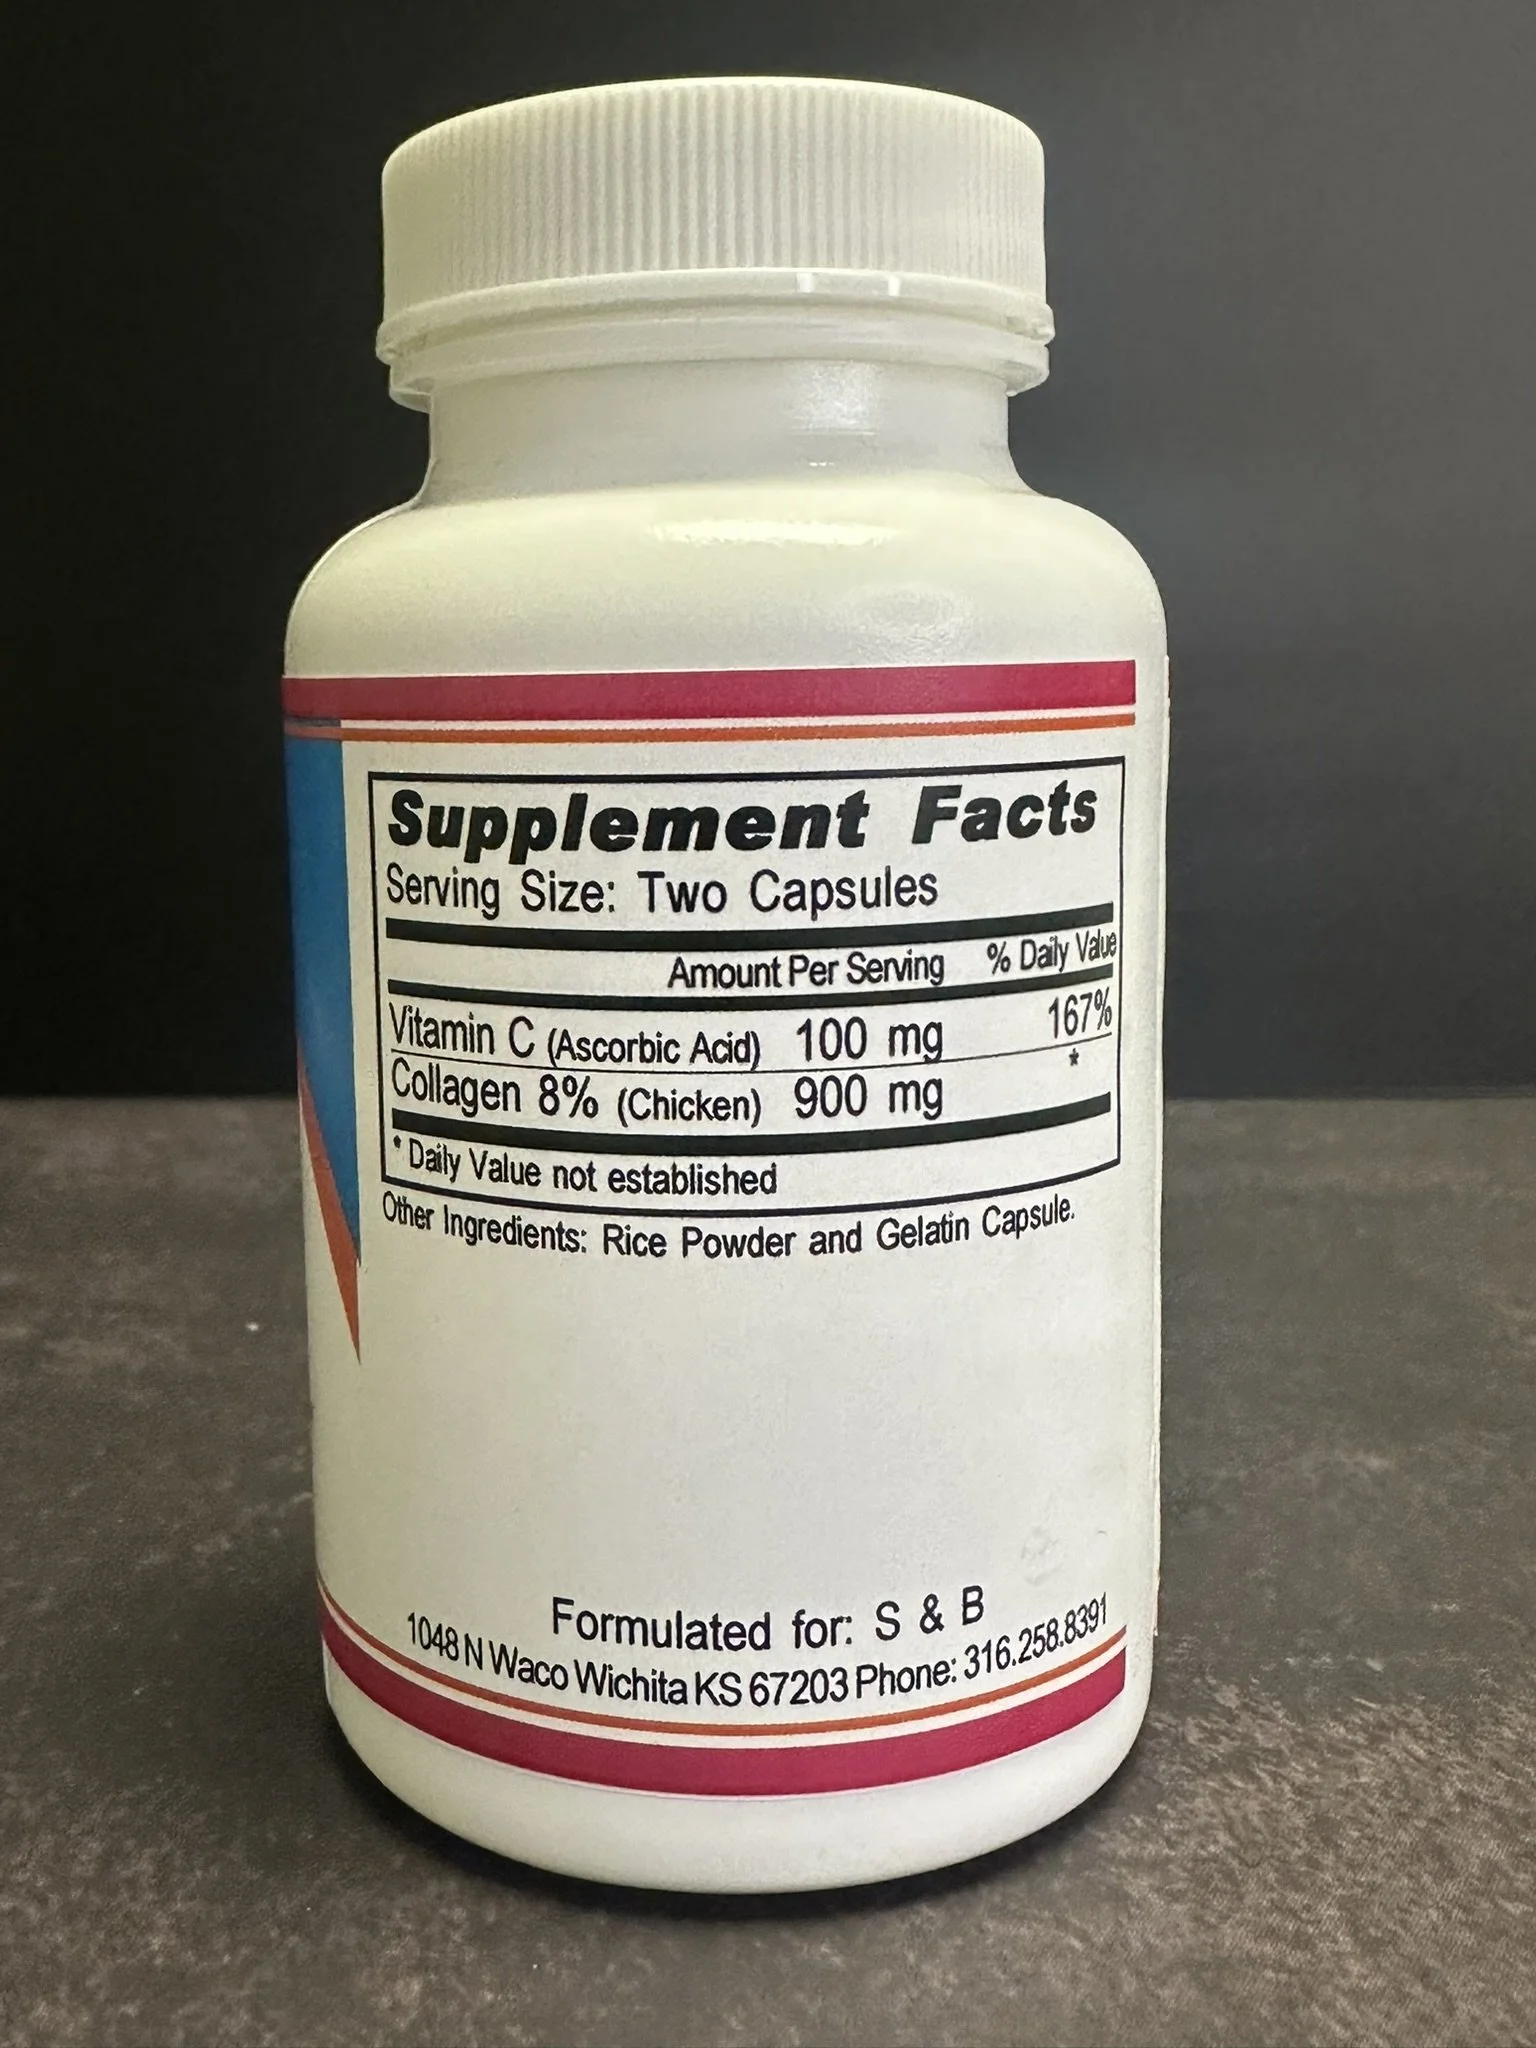 Supplement Facts
Serving Size: Two Capsules
Amount Per Serving % Daily Value
Vitamin C (Ascorbic Acid) 100 mg 167%
Collagen 8% (Chicken) 900 mg *
* Daily Value not established
Other Ingredients: Rice Powder and Gelatin Capsule.
Formulated for: S & B
1048 N Waco Wichita KS 67203 Phone: 316.258.8391